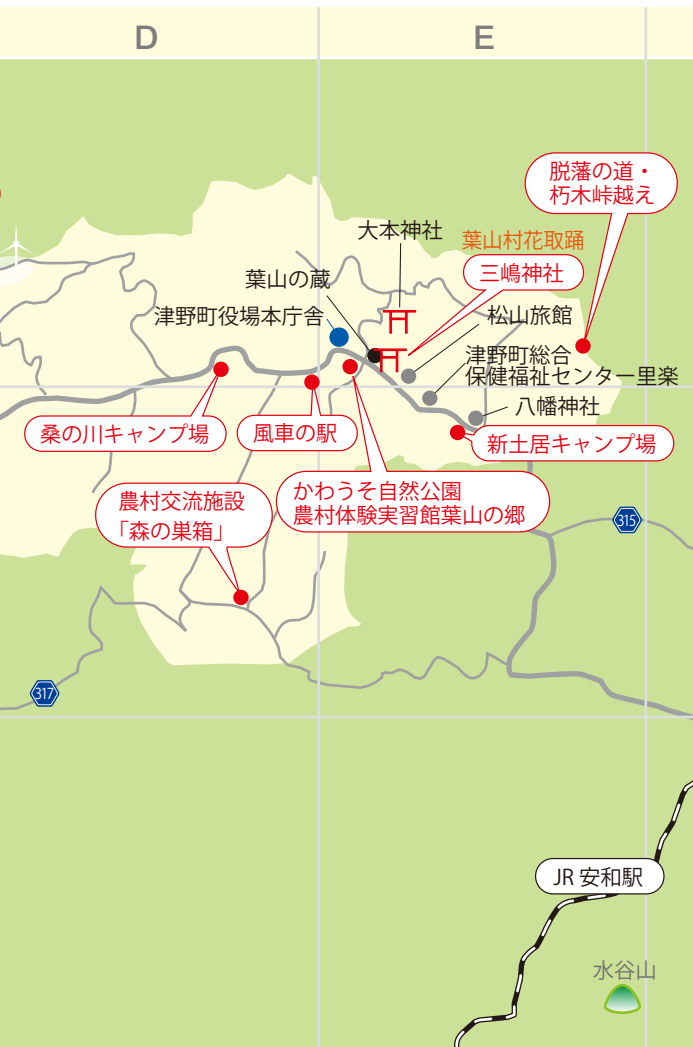 D
E
脱藩の道・
朽木峠越え
大本神社
葉山村花取踊
三嶋神社
葉山の蔵
津野町役場本庁舎
松山旅館
津野町総合
保健福祉センター里楽
八幡神社
桑の川キャンプ場
風車の駅
新土居キャンプ場
かわうそ自然公園
農村体験実習館葉山の郷
農村交流施設
「森の巣箱」
315
317
JR 安和駅
水谷山